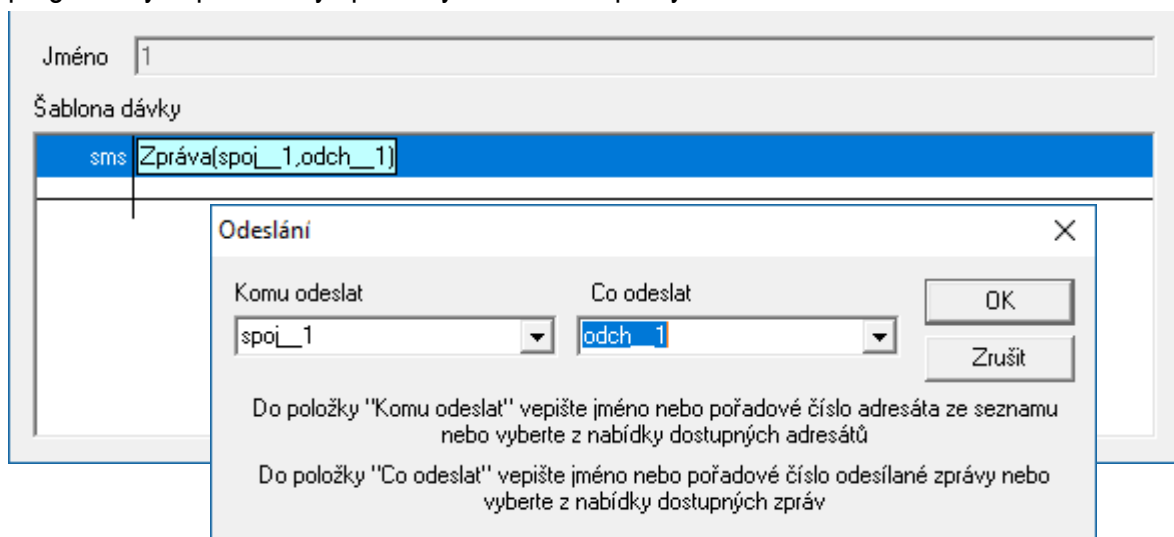 Jméno 1
Šablona dávky
sms Zpráva(spoj__1,odch__1)
Odeslání
Komu odeslat Co odeslat OK
spoj__1 odch__1
Zrušit
Do položky "Komu odeslat" vepište jméno nebo pořadové číslo adresáta ze seznamu
nebo vyberte z nabídky dostupných adresátů
Do položky "Co odeslat" vepište jméno nebo pořadové číslo odesílané zprávy nebo
vyberte z nabídky dostupných zpráv